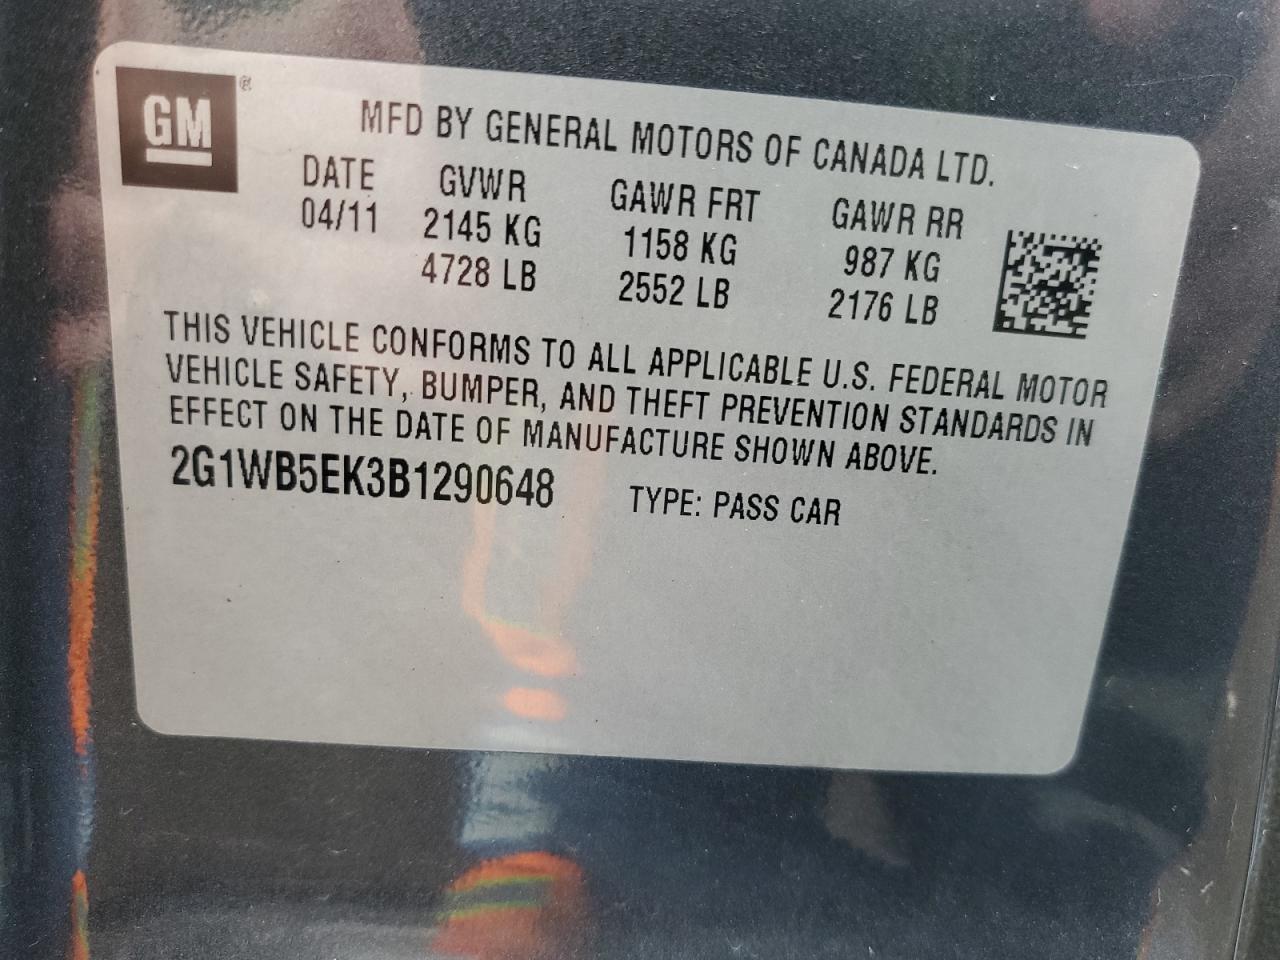 GM ®
MFD BY GENERAL MOTORS OF CANADA LTD.
DATE GVWR GAWR FRT GAWR RR
04/11 2145 KG 1158 KG 987 KG
4728 LB 2552 LB 2176 LB
THIS VEHICLE CONFORMS TO ALL APPLICABLE U.S. FEDERAL MOTOR
VEHICLE SAFETY, BUMPER, AND THEFT PREVENTION STANDARDS IN
EFFECT ON THE DATE OF MANUFACTURE SHOWN ABOVE.
2G1WB5EK3B1290648 TYPE: PASS CAR